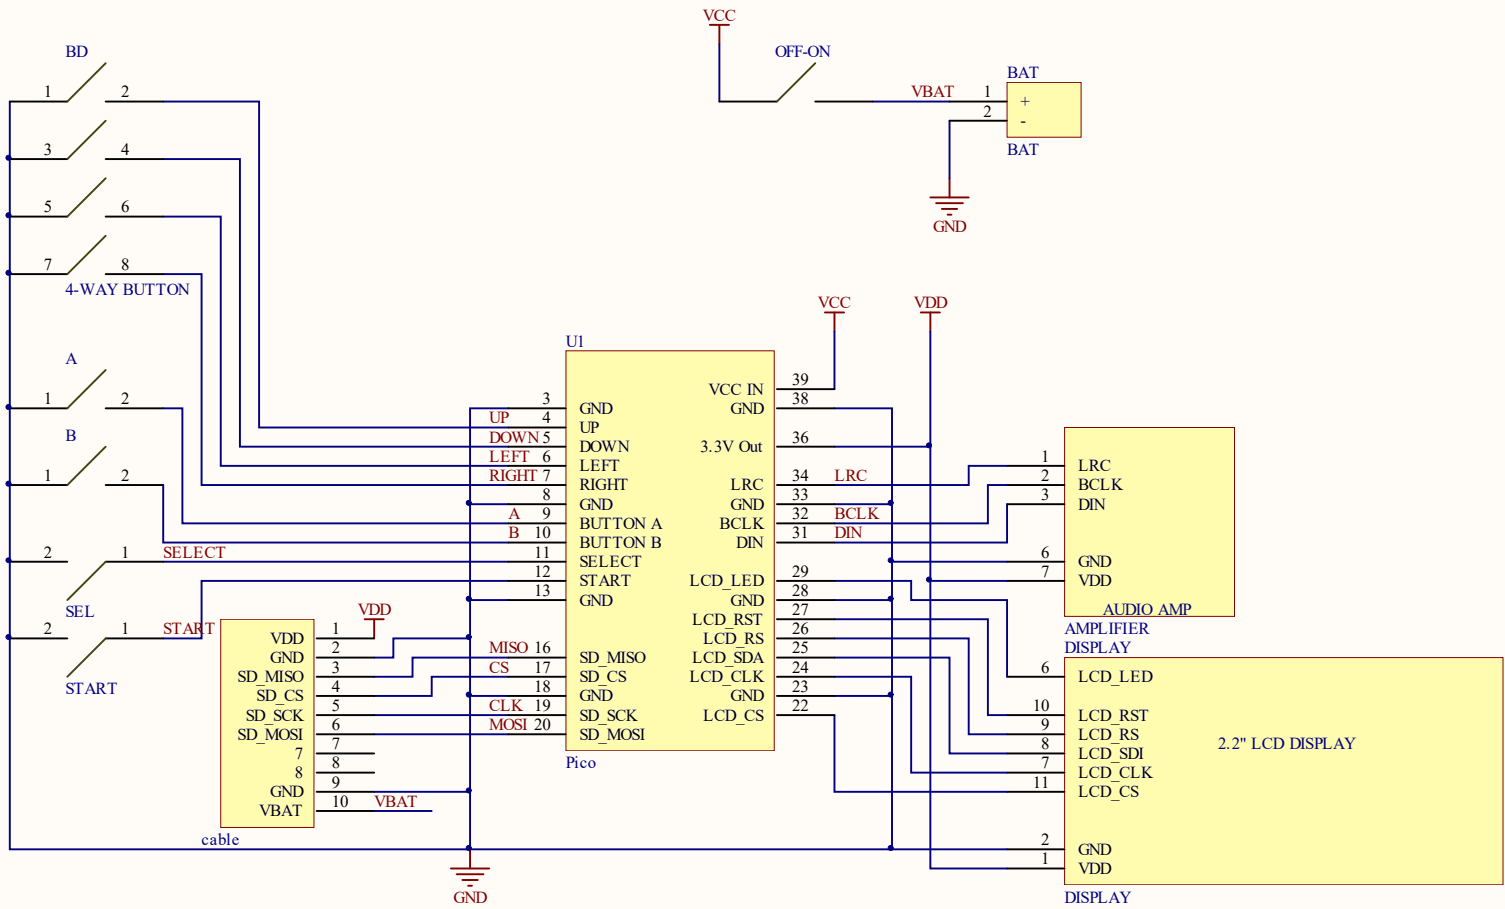 VCC
OFF-ON
BD
1 2
3 4
5 6
7 8
4-WAY BUTTON
A
1 2
B
1 2
2 1 SELECT
SEL
2 1 START
START
BAT
VBAT 1 +
2 -
BAT
GND
VCC
VDD
U1
3 GND
UP 4 UP
DOWN 5 DOWN
LEFT 6 LEFT
RIGHT 7 RIGHT
8 GND
A 9 BUTTON A
B 10 BUTTON B
11 SELECT
12 START
13 GND
MISO 16 SD_MISO
CS 17 SD_CS
18 GND
CLK 19 SD_SCK
MOSI 20 SD_MOSI
VCC IN 39
GND 38
3.3V Out 36
LRC 34 LRC
GND 33
BCLK 32 BCLK
DIN 31 DIN
LCD_LED 29
GND 28
LCD_RST 27
LCD_RS 26
LCD_SDA 25
LCD_CLK 24
GND 23
LCD_CS 22
Pico
VDD
VDD 1
GND 2
SD_MISO 3
SD_CS 4
SD_SCK 5
SD_MOSI 6
7 7
8 8
GND 9
VBAT 10 VBAT
cable
GND
1 LRC
2 BCLK
3 DIN
6 GND
7 VDD
AUDIO AMP
AMPLIFIER
DISPLAY
6 LCD_LED
10 LCD_RST
9 LCD_RS
8 LCD_SDI
7 LCD_CLK
11 LCD_CS
2.2" LCD DISPLAY
2 GND
1 VDD
DISPLAY